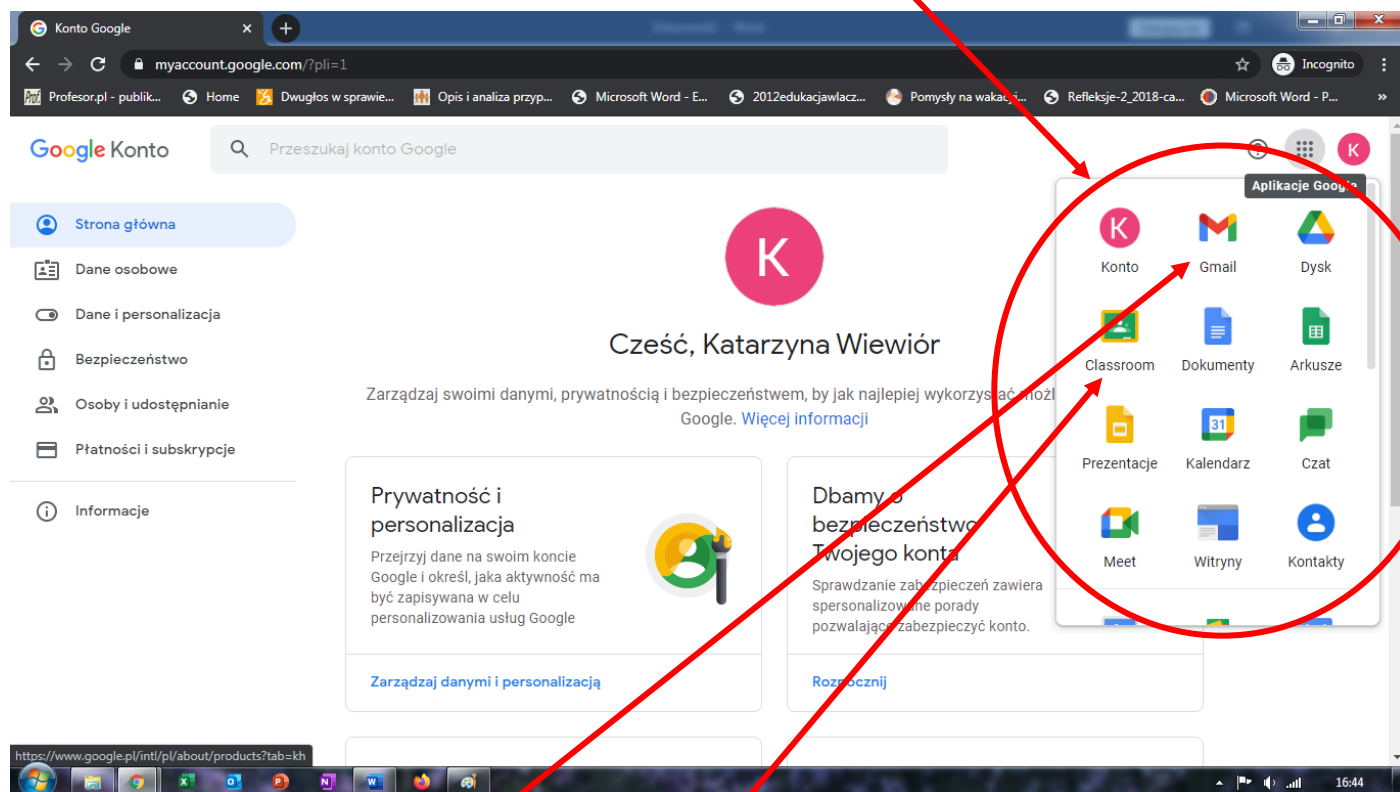 Konto Google
myaccount.google.com/?pli=1
Incognito
Profesor.pl - publik...
Home
Dwugłos w sprawie...
Opis i analiza przyp...
Microsoft Word - E...
2012edukacjawlacz...
Pomysły na wakacyj...
Refleksje-2_2018-ca...
Microsoft Word - P...
»
Google Konto
Przeszukaj konto Google
K
Aplikacje Google
Strona główna
Dane osobowe
Dane i personalizacja
Bezpieczeństwo
Osoby i udostępnianie
Płatności i subskrypcje
Informacje
K
Cześć, Katarzyna Wiewiór
Zarządzaj swoimi danymi, prywatnością i bezpieczeństwem, by jak najlepiej wykorzystać możl
Google. Więcej informacji
Prywatność i
personalizacja
Przejrzyj dane na swoim koncie
Google i określ, jaka aktywność ma
być zapisywana w celu
personalizowania usług Google
Zarządzaj danymi i personalizacją
Dbamy o
bezpieczeństwo
Twojego konta
Sprawdzanie zabezpieczeń zawiera
spersonalizowane porady
pozwalające zabezpieczyć konto.
Rozpocznij
K
Konto
Gmail
Dysk
Classroom
Dokumenty
Arkusze
Prezentacje
31
Kalendarz
Czat
Meet
Witryny
Kontakty
https://www.google.pl/intl/pl/about/products?tab=kh
16:44